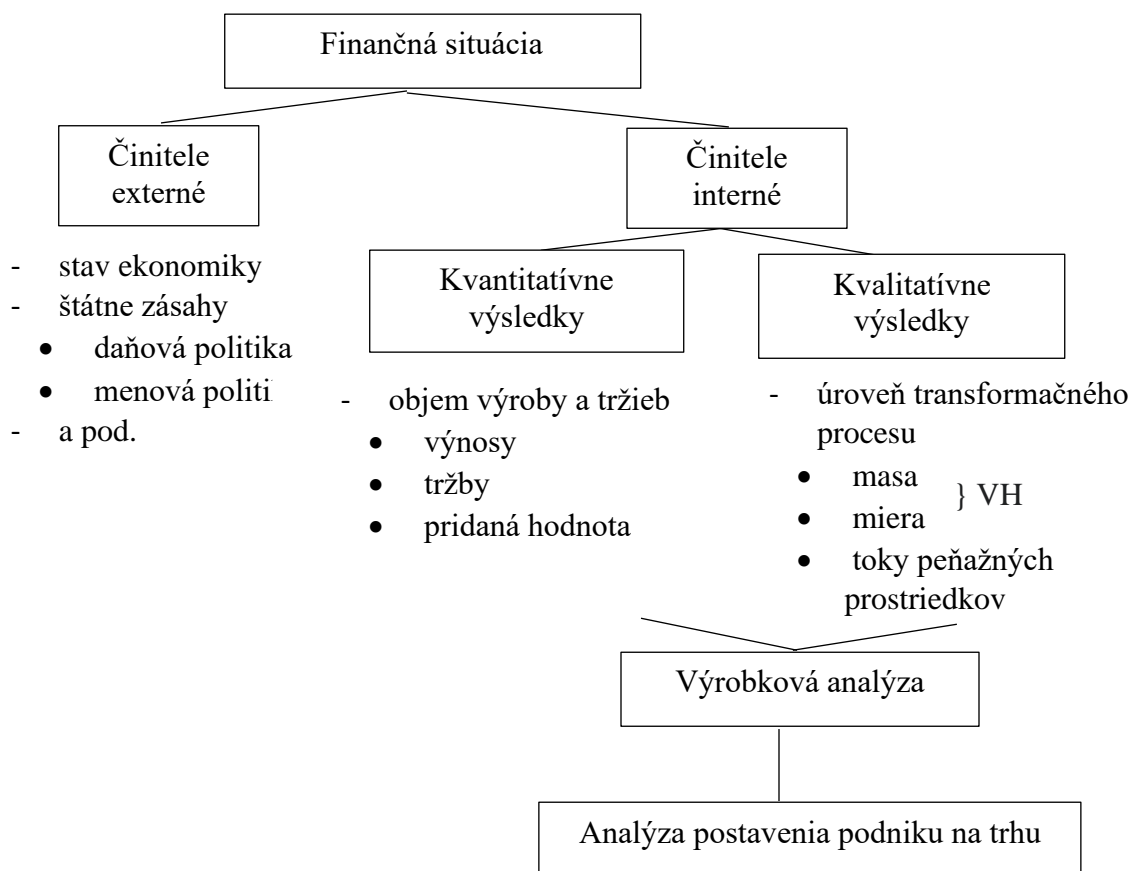 Finančná situácia
Činitele
externé
Činitele
interné
- stav ekonomiky
- štátne zásahy
• daňová politika
• menová politi
- a pod.
Kvantitatívne
výsledky
Kvalitatívne
výsledky
- objem výroby a tržieb
• výnosy
• tržby
• pridaná hodnota
- úroveň transformačného
procesu
• masa
• miera
} VH
• toky peňažných
prostriedkov
Výrobková analýza
Analýza postavenia podniku na trhu